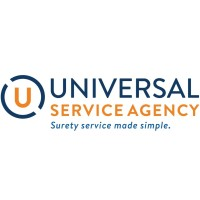 U UNIVERSAL
SERVICE AGENCY
Surety service made simple.